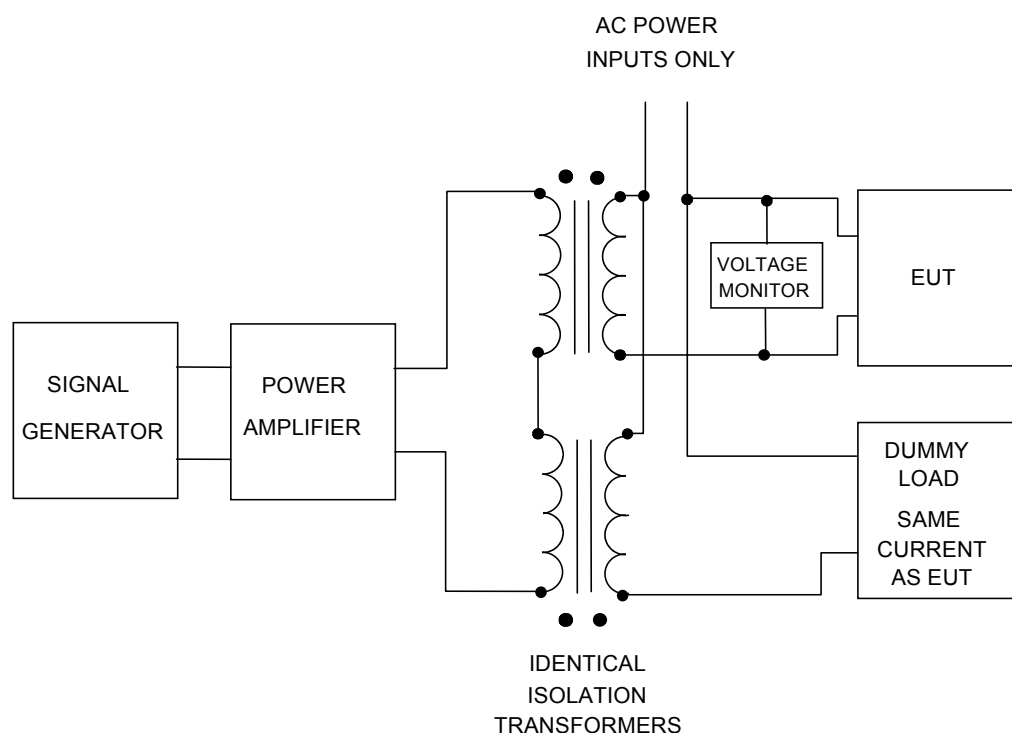 AC POWER
INPUTS ONLY
VOLTAGE
MONITOR
EUT
SIGNAL
GENERATOR
POWER
AMPLIFIER
DUMMY
LOAD
SAME
CURRENT
AS EUT
IDENTICAL
ISOLATION
TRANSFORMERS